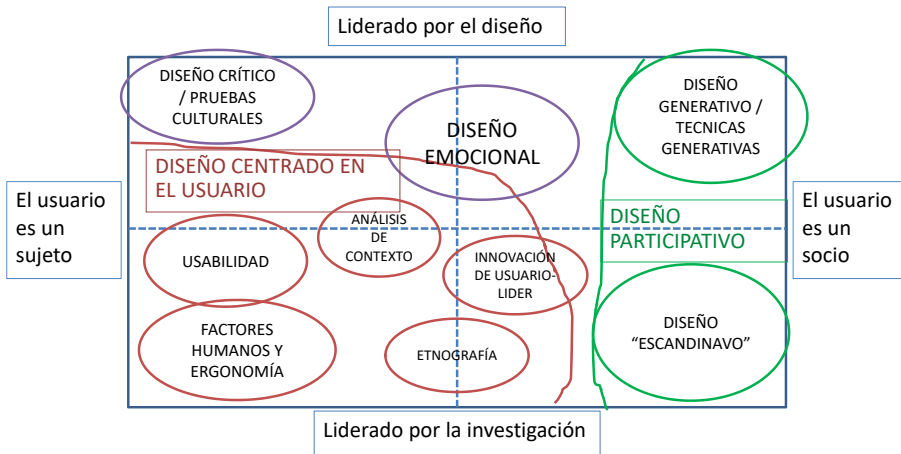 Liderado por el diseño
DISEÑO CRÍTICO
/ PRUEBAS
CULTURALES
DISEÑO
EMOCIONAL
DISEÑO
GENERATIVO /
TECNICAS
GENERATIVAS
DISEÑO CENTRADO EN
EL USUARIO
El usuario
es un
sujeto
ANÁLISIS
DE
CONTEXTO
USABILIDAD
INNOVACIÓN
DE USUARIO-
LIDER
DISEÑO
PARTICIPATIVO
El usuario
es un
socio
FACTORES
HUMANOS Y
ERGONOMÍA
ETNOGRAFÍA
DISEÑO
“ESCANDINAVO”
Liderado por la investigación